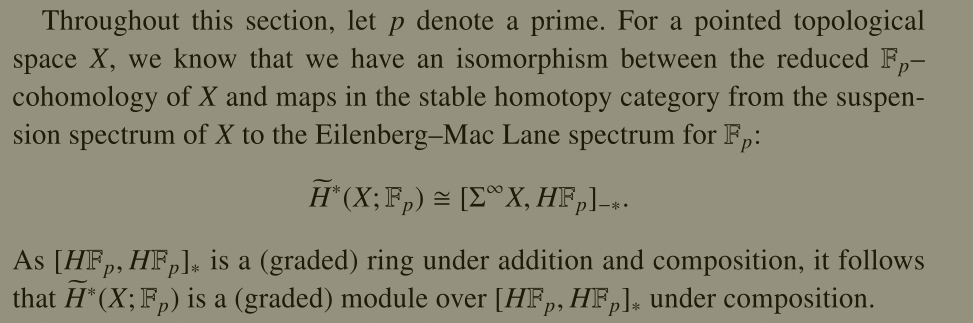 Throughout this section, let p denote a prime. For a pointed topological
space X, we know that we have an isomorphism between the reduced 𝔽ₚ–
cohomology of X and maps in the stable homotopy category from the suspen-
sion spectrum of X to the Eilenberg–Mac Lane spectrum for 𝔽ₚ:
H̃*(X; 𝔽ₚ) ≅ [Σ^∞X, H𝔽ₚ]₋*.
As [H𝔽ₚ, H𝔽ₚ]_* is a (graded) ring under addition and composition, it follows
that H̃*(X; 𝔽ₚ) is a (graded) module over [H𝔽ₚ, H𝔽ₚ]_* under composition.